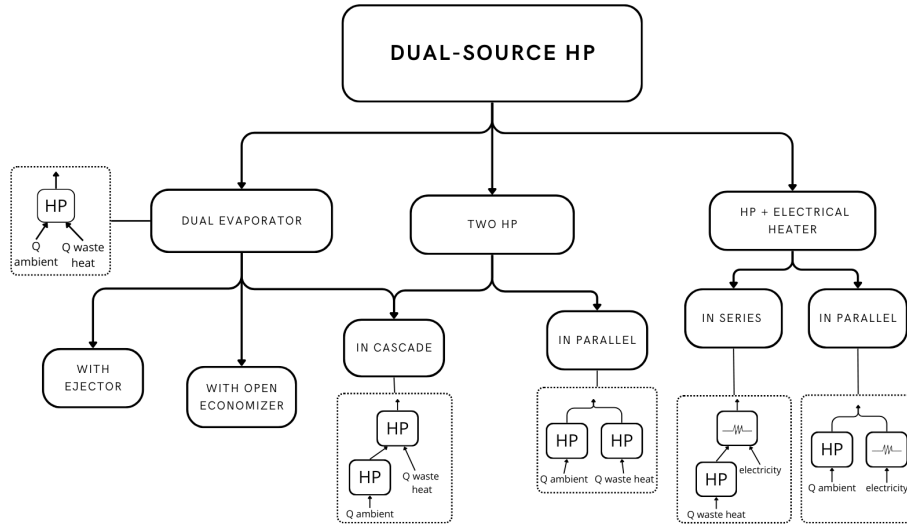 DUAL-SOURCE HP
DUAL EVAPORATOR
TWO HP
HP + ELECTRICAL
HEATER
HP
Q
ambient
Q waste
heat
WITH
EJECTOR
WITH OPEN
ECONOMIZER
IN CASCADE
IN PARALLEL
IN SERIES
IN PARALLEL
HP
HP
Q waste
heat
Q ambient
HP
HP
Q ambient
Q waste heat
HP
electricity
Q waste heat
HP
Q ambient
electricity